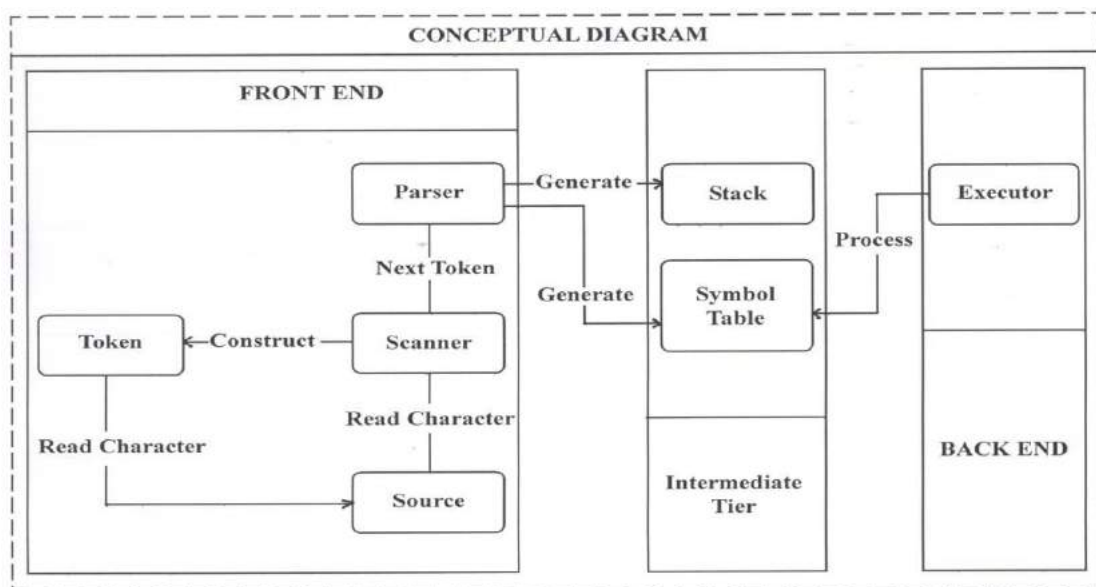 CONCEPTUAL DIAGRAM
FRONT END
Parser
Generate
Stack
Executor
Process
Next Token
Generate
Symbol
Table
Token
Construct
Scanner
Read Character
Read Character
Source
Intermediate
Tier
BACK END